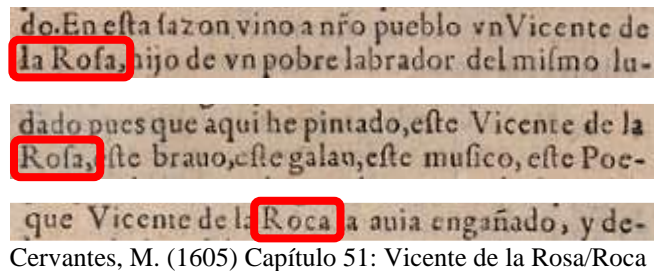 do. En eſta ſazon vino a nr̃o pueblo vn Vicente de
la Roſa, hijo de vn pobre labrador del miſmo lu-
dado pues que aqui he pintado, eſte Vicente de la
Roſa, eſte brauo, eſte galan, eſte muſico, eſte Poe-
que Vicente de la Roca la auia engañado, y de-
Cervantes, M. (1605) Capítulo 51: Vicente de la Rosa/Roca